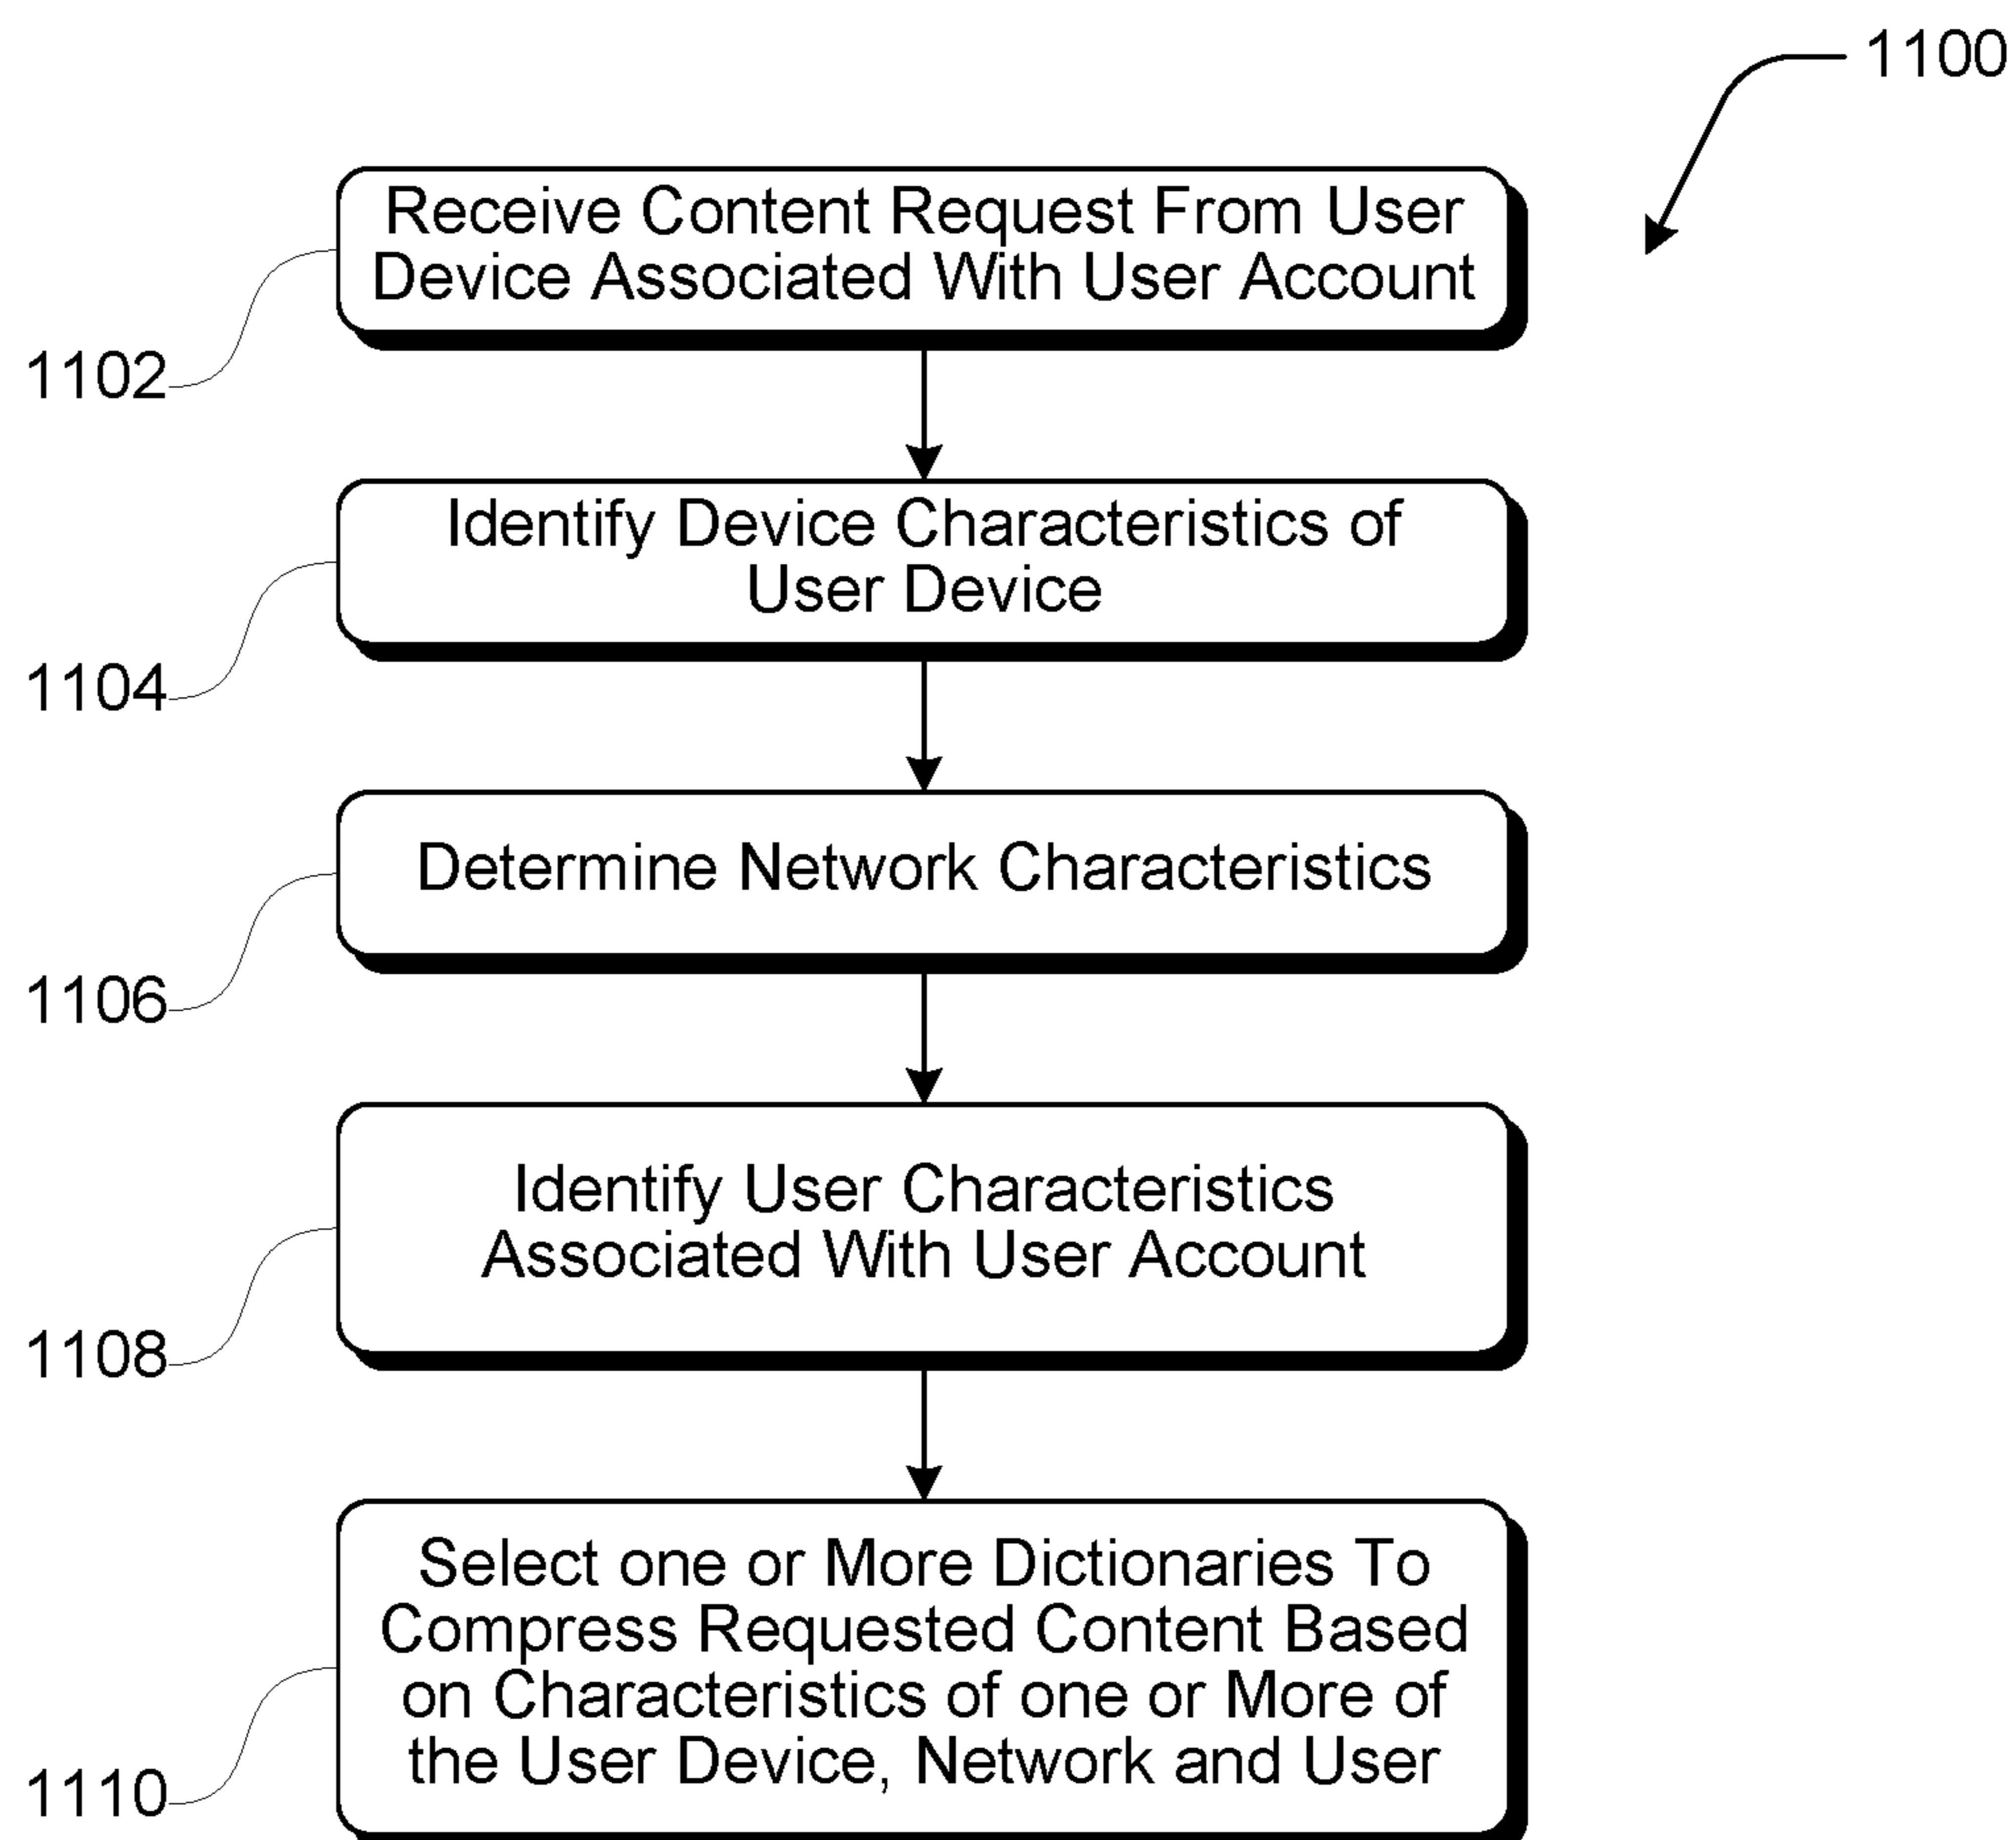 1100
Receive Content Request From User
Device Associated With User Account
1102
Identify Device Characteristics of
User Device
1104
Determine Network Characteristics
1106
Identify User Characteristics
Associated With User Account
1108
Select one or More Dictionaries To
Compress Requested Content Based
on Characteristics of one or More of
the User Device, Network and User
1110